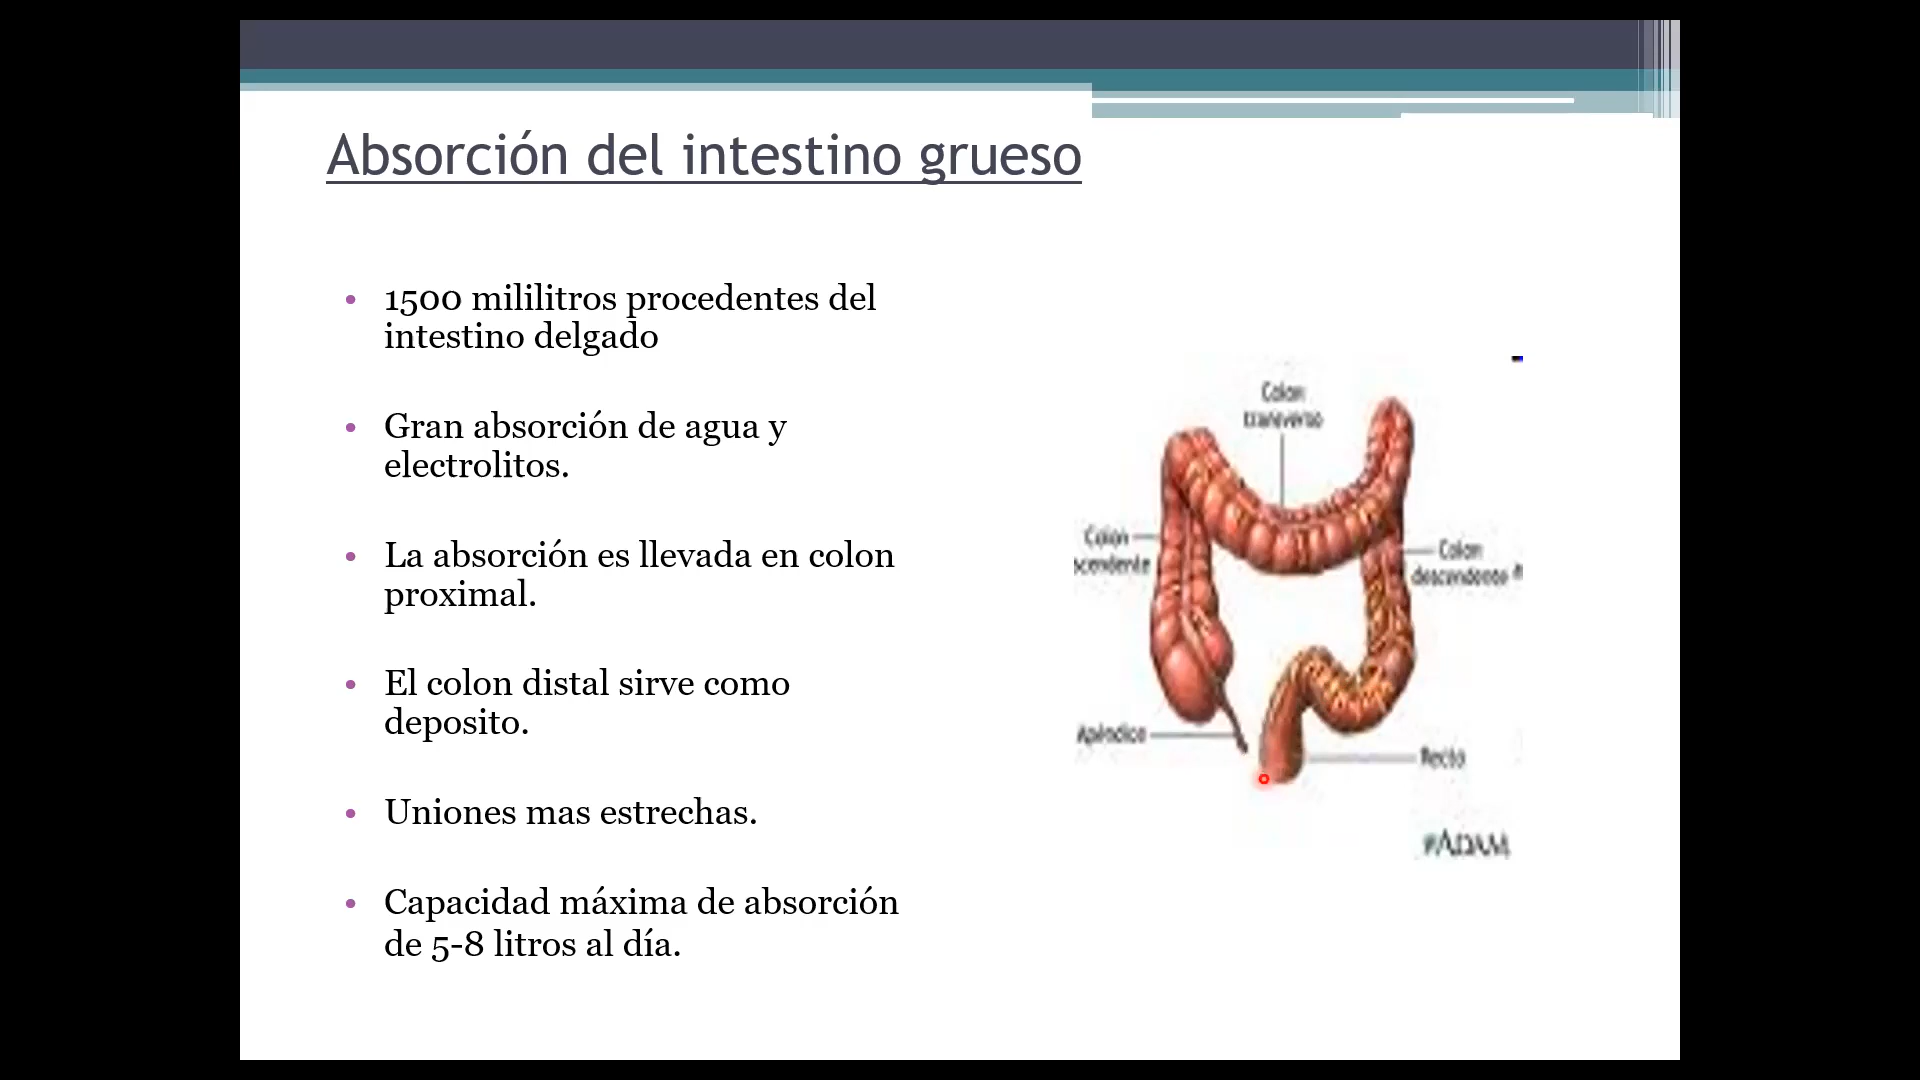 Absorción del intestino grueso
• 1500 mililitros procedentes del
intestino delgado
• Gran absorción de agua y
electrolitos.
• La absorción es llevada en colon
proximal.
• El colon distal sirve como
deposito.
• Uniones mas estrechas.
• Capacidad máxima de absorción
de 5-8 litros al día.
Colon
transverso
Colon
scendente
Colon
descendente
Apéndice
Recto
ADAM